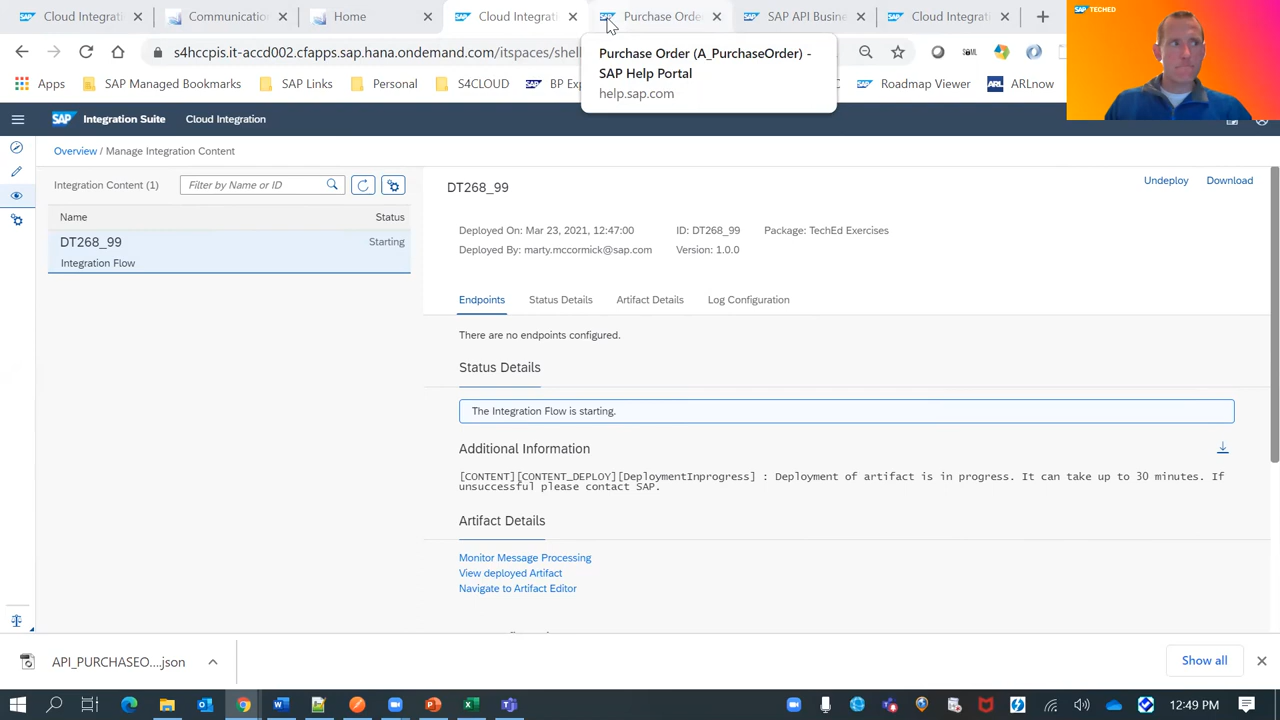 Cloud Integrati
Communication
Home
Cloud Integrati
Purchase Orde
SAP API Busin
Cloud Integrati
SAP TECHED
s4hccpis.it-accd002.cfapps.sap.hana.ondemand.com/itspaces/shell
Purchase Order (A_PurchaseOrder) -
SAP Help Portal
help.sap.com
Apps
SAP Managed Bookmarks
SAP Links
Personal
S4CLOUD
BP Exp
Roadmap Viewer
ARLnow
SAP
Integration Suite
Cloud Integration
Overview / Manage Integration Content
Integration Content (1)
Filter by Name or ID
DT268_99
Undeploy
Download
Name
Status
DT268_99
Starting
Integration Flow
Deployed On: Mar 23, 2021, 12:47:00
ID: DT268_99
Package: TechEd Exercises
Deployed By: marty.mccormick@sap.com
Version: 1.0.0
Endpoints
Status Details
Artifact Details
Log Configuration
There are no endpoints configured.
Status Details
The Integration Flow is starting.
Additional Information
[CONTENT][CONTENT_DEPLOY][DeploymentInprogress] : Deployment of artifact is in progress. It can take up to 30 minutes. If
unsuccessful please contact SAP.
Artifact Details
Monitor Message Processing
View deployed Artifact
Navigate to Artifact Editor
API_PURCHASEO....json
Show all
12:49 PM